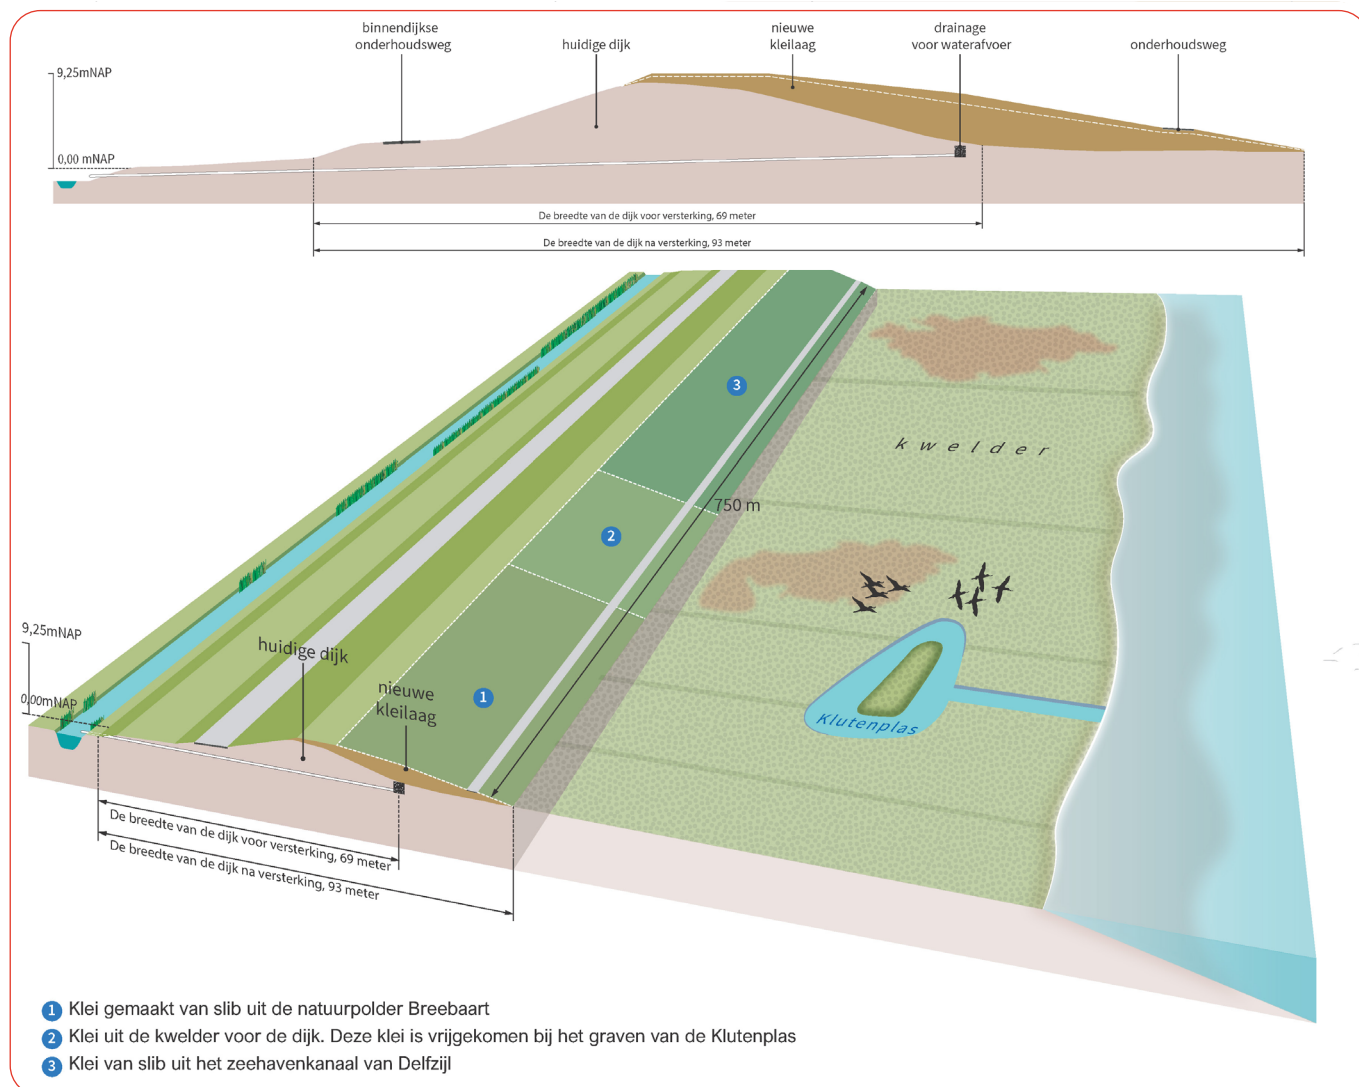 binnendijkse
onderhoudsweg
huidige dijk
nieuwe
kleilaag
drainage
voor waterafvoer
onderhoudsweg
9,25mNAP
0,00 mNAP
De breedte van de dijk voor versterking, 69 meter
De breedte van de dijk na versterking, 93 meter
3
kwelder
750 m
2
9,25mNAP
huidige dijk
0,00mNAP
nieuwe
kleilaag
1
Klutenplas
De breedte van de dijk voor versterking, 69 meter
De breedte van de dijk na versterking, 93 meter
1 Klei gemaakt van slib uit de natuurpolder Breebaart
2 Klei uit de kwelder voor de dijk. Deze klei is vrijgekomen bij het graven van de Klutenplas
3 Klei van slib uit het zeehavenkanaal van Delfzijl